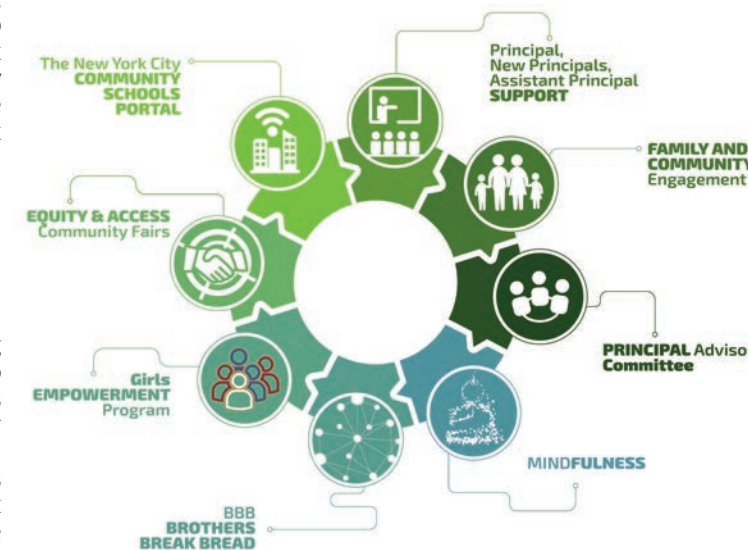 The New York City
COMMUNITY
SCHOOLS
PORTAL
Principal,
New Principals,
Assistant Principal
SUPPORT
FAMILY AND
COMMUNITY
Engagement
EQUITY & ACCESS
Community Fairs
PRINCIPAL Adviso
Committee
Girls
EMPOWERMENT
Program
MINDFULNESS
BBB
BROTHERS
BREAK BREAD